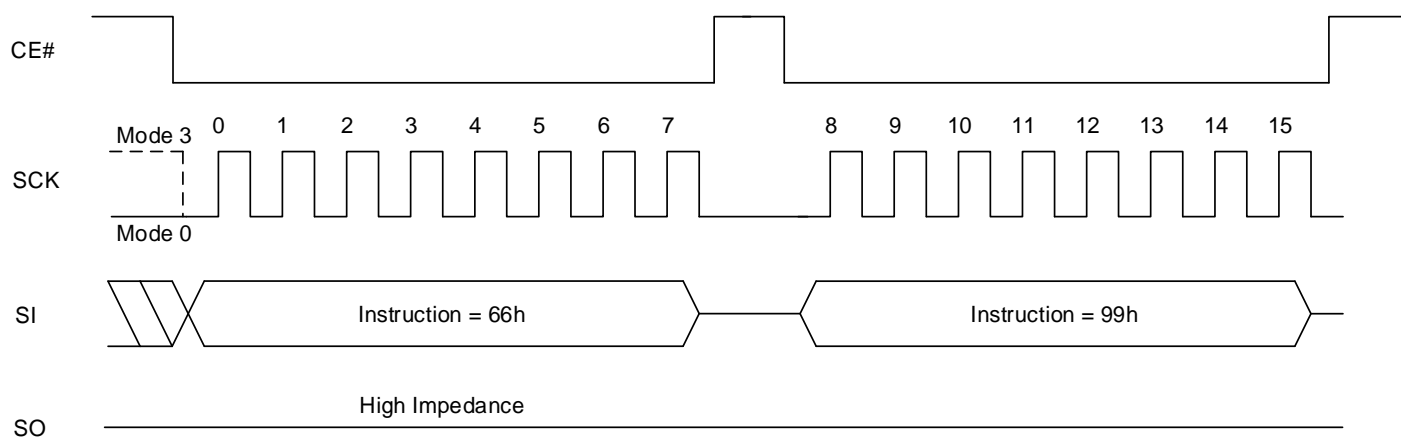 CE#
Mode 3 0 1 2 3 4 5 6 7 8 9 10 11 12 13 14 15
SCK
Mode 0
SI Instruction = 66h Instruction = 99h
High Impedance
SO